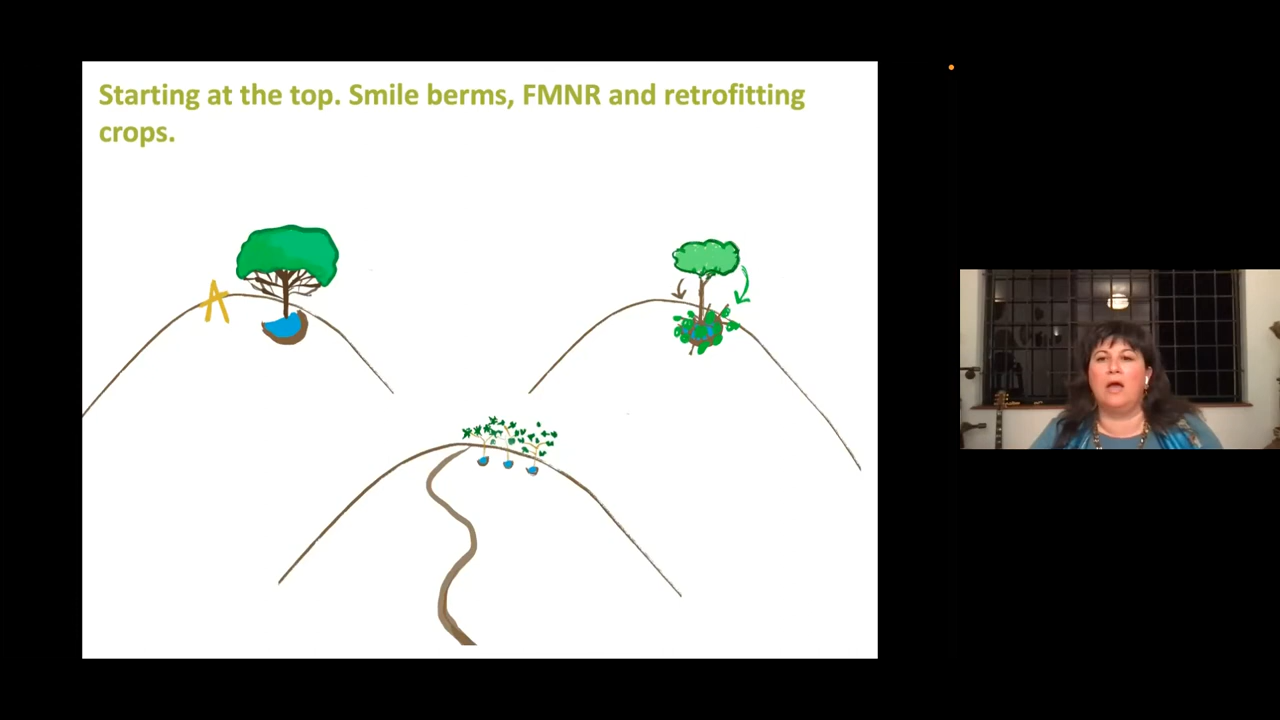 Starting at the top. Smile berms, FMNR and retrofitting
crops.